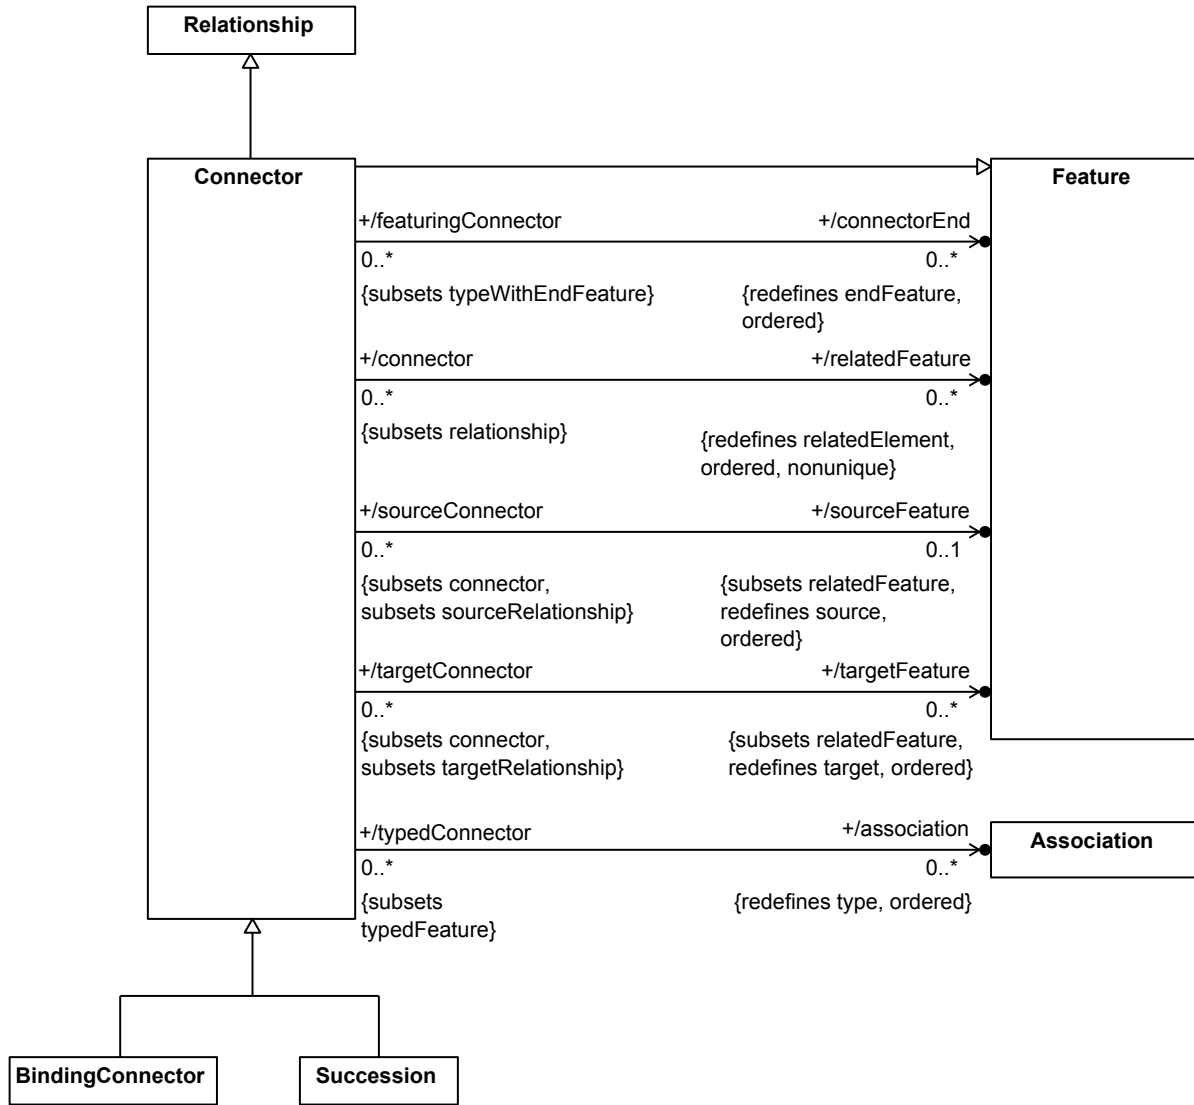 Relationship
Connector
Feature
+/featuringConnector
+/connectorEnd
0..*
0..*
{subsets typeWithEndFeature}
{redefines endFeature,
ordered}
+/connector
+/relatedFeature
0..*
0..*
{subsets relationship}
{redefines relatedElement,
ordered, nonunique}
+/sourceConnector
+/sourceFeature
0..*
0..1
{subsets connector,
subsets sourceRelationship}
{subsets relatedFeature,
redefines source,
ordered}
+/targetConnector
+/targetFeature
0..*
0..*
{subsets connector,
subsets targetRelationship}
{subsets relatedFeature,
redefines target, ordered}
+/typedConnector
+/association
Association
0..*
0..*
{subsets
typedFeature}
{redefines type, ordered}
BindingConnector
Succession